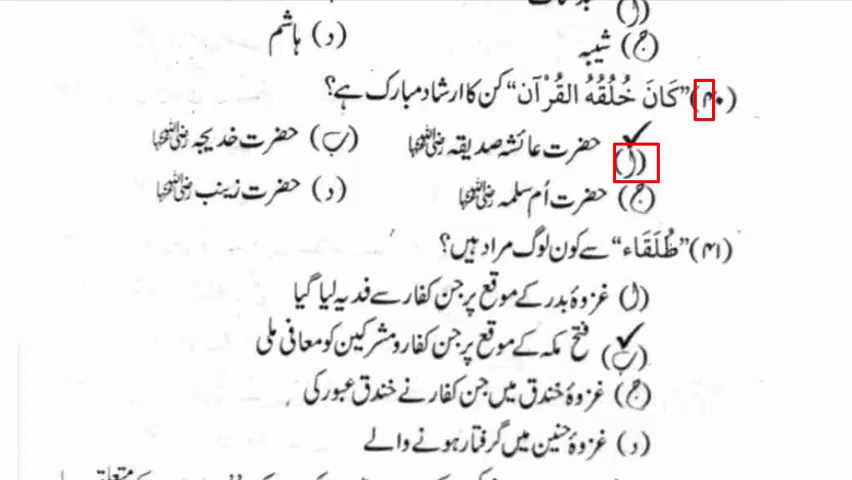 (ا)
(ج) شیبہ (د) ہاشم
(۴۰) "کَانَ خُلُقُهُ القُرْآن" کن کا ارشاد مبارک ہے؟
(ا) حضرت عائشہ صدیقہ رضی اللہ عنہا (ب) حضرت خدیجہ رضی اللہ عنہا
(ج) حضرت اُم سلمہ رضی اللہ عنہا (د) حضرت زینب رضی اللہ عنہا
(۴۱) "طُلَقَاء" سے کون لوگ مراد ہیں؟
(ا) غزوۂ بدر کے موقع پر جن کفار سے فدیہ لیا گیا
(ب) فتح مکہ کے موقع پر جن کفار و مشرکین کو معافی ملی
(ج) غزوۂ خندق میں جن کفار نے خندق عبور کی
(د) غزوۂ حنین میں گرفتار ہونے والے